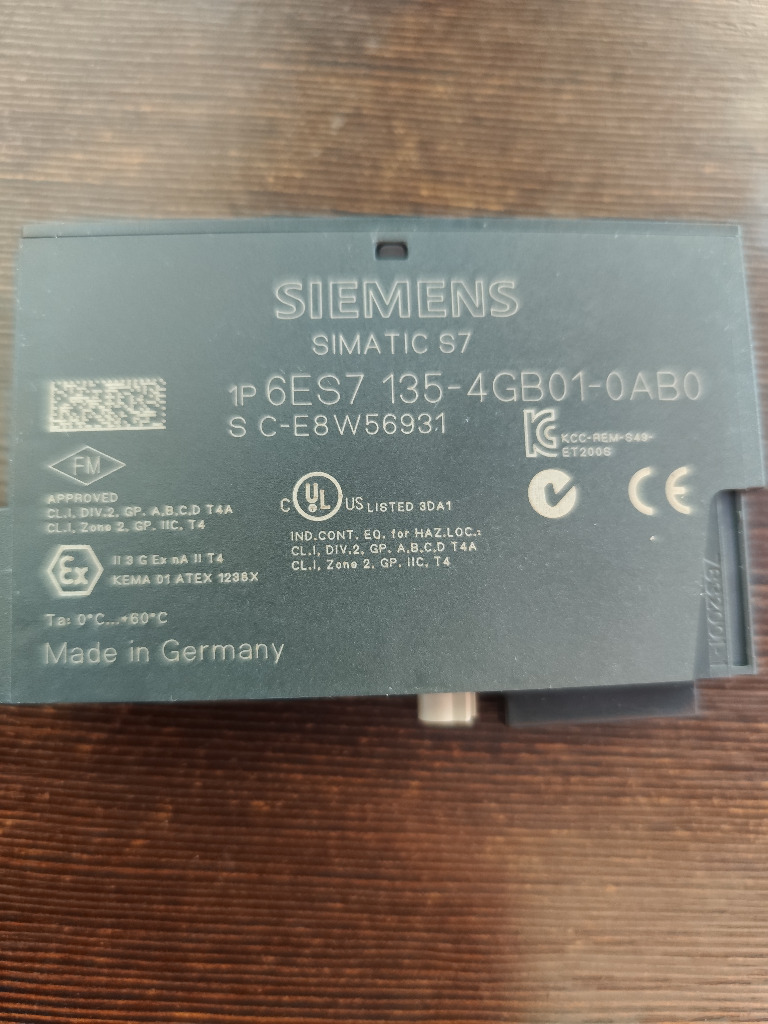 SIEMENS
SIMATIC S7
1P 6ES7 135-4GB01-0AB0
S C-E8W56931
KCC-REM-S49-
ET200S
FM
APPROVED
CL.I, DIV.2, GP. A,B,C,D T4A
CL.I, Zone 2, GP. IIC, T4
C UL US LISTED 3DA1
IND.CONT. EQ. for HAZ.LOC.:
CL.I, DIV.2, GP. A,B,C,D T4A
CL.I, Zone 2, GP. IIC, T4
CE
Ex II 3 G Ex nA II T4
KEMA 01 ATEX 1238X
Ta: 0°C...+60°C
Made in Germany